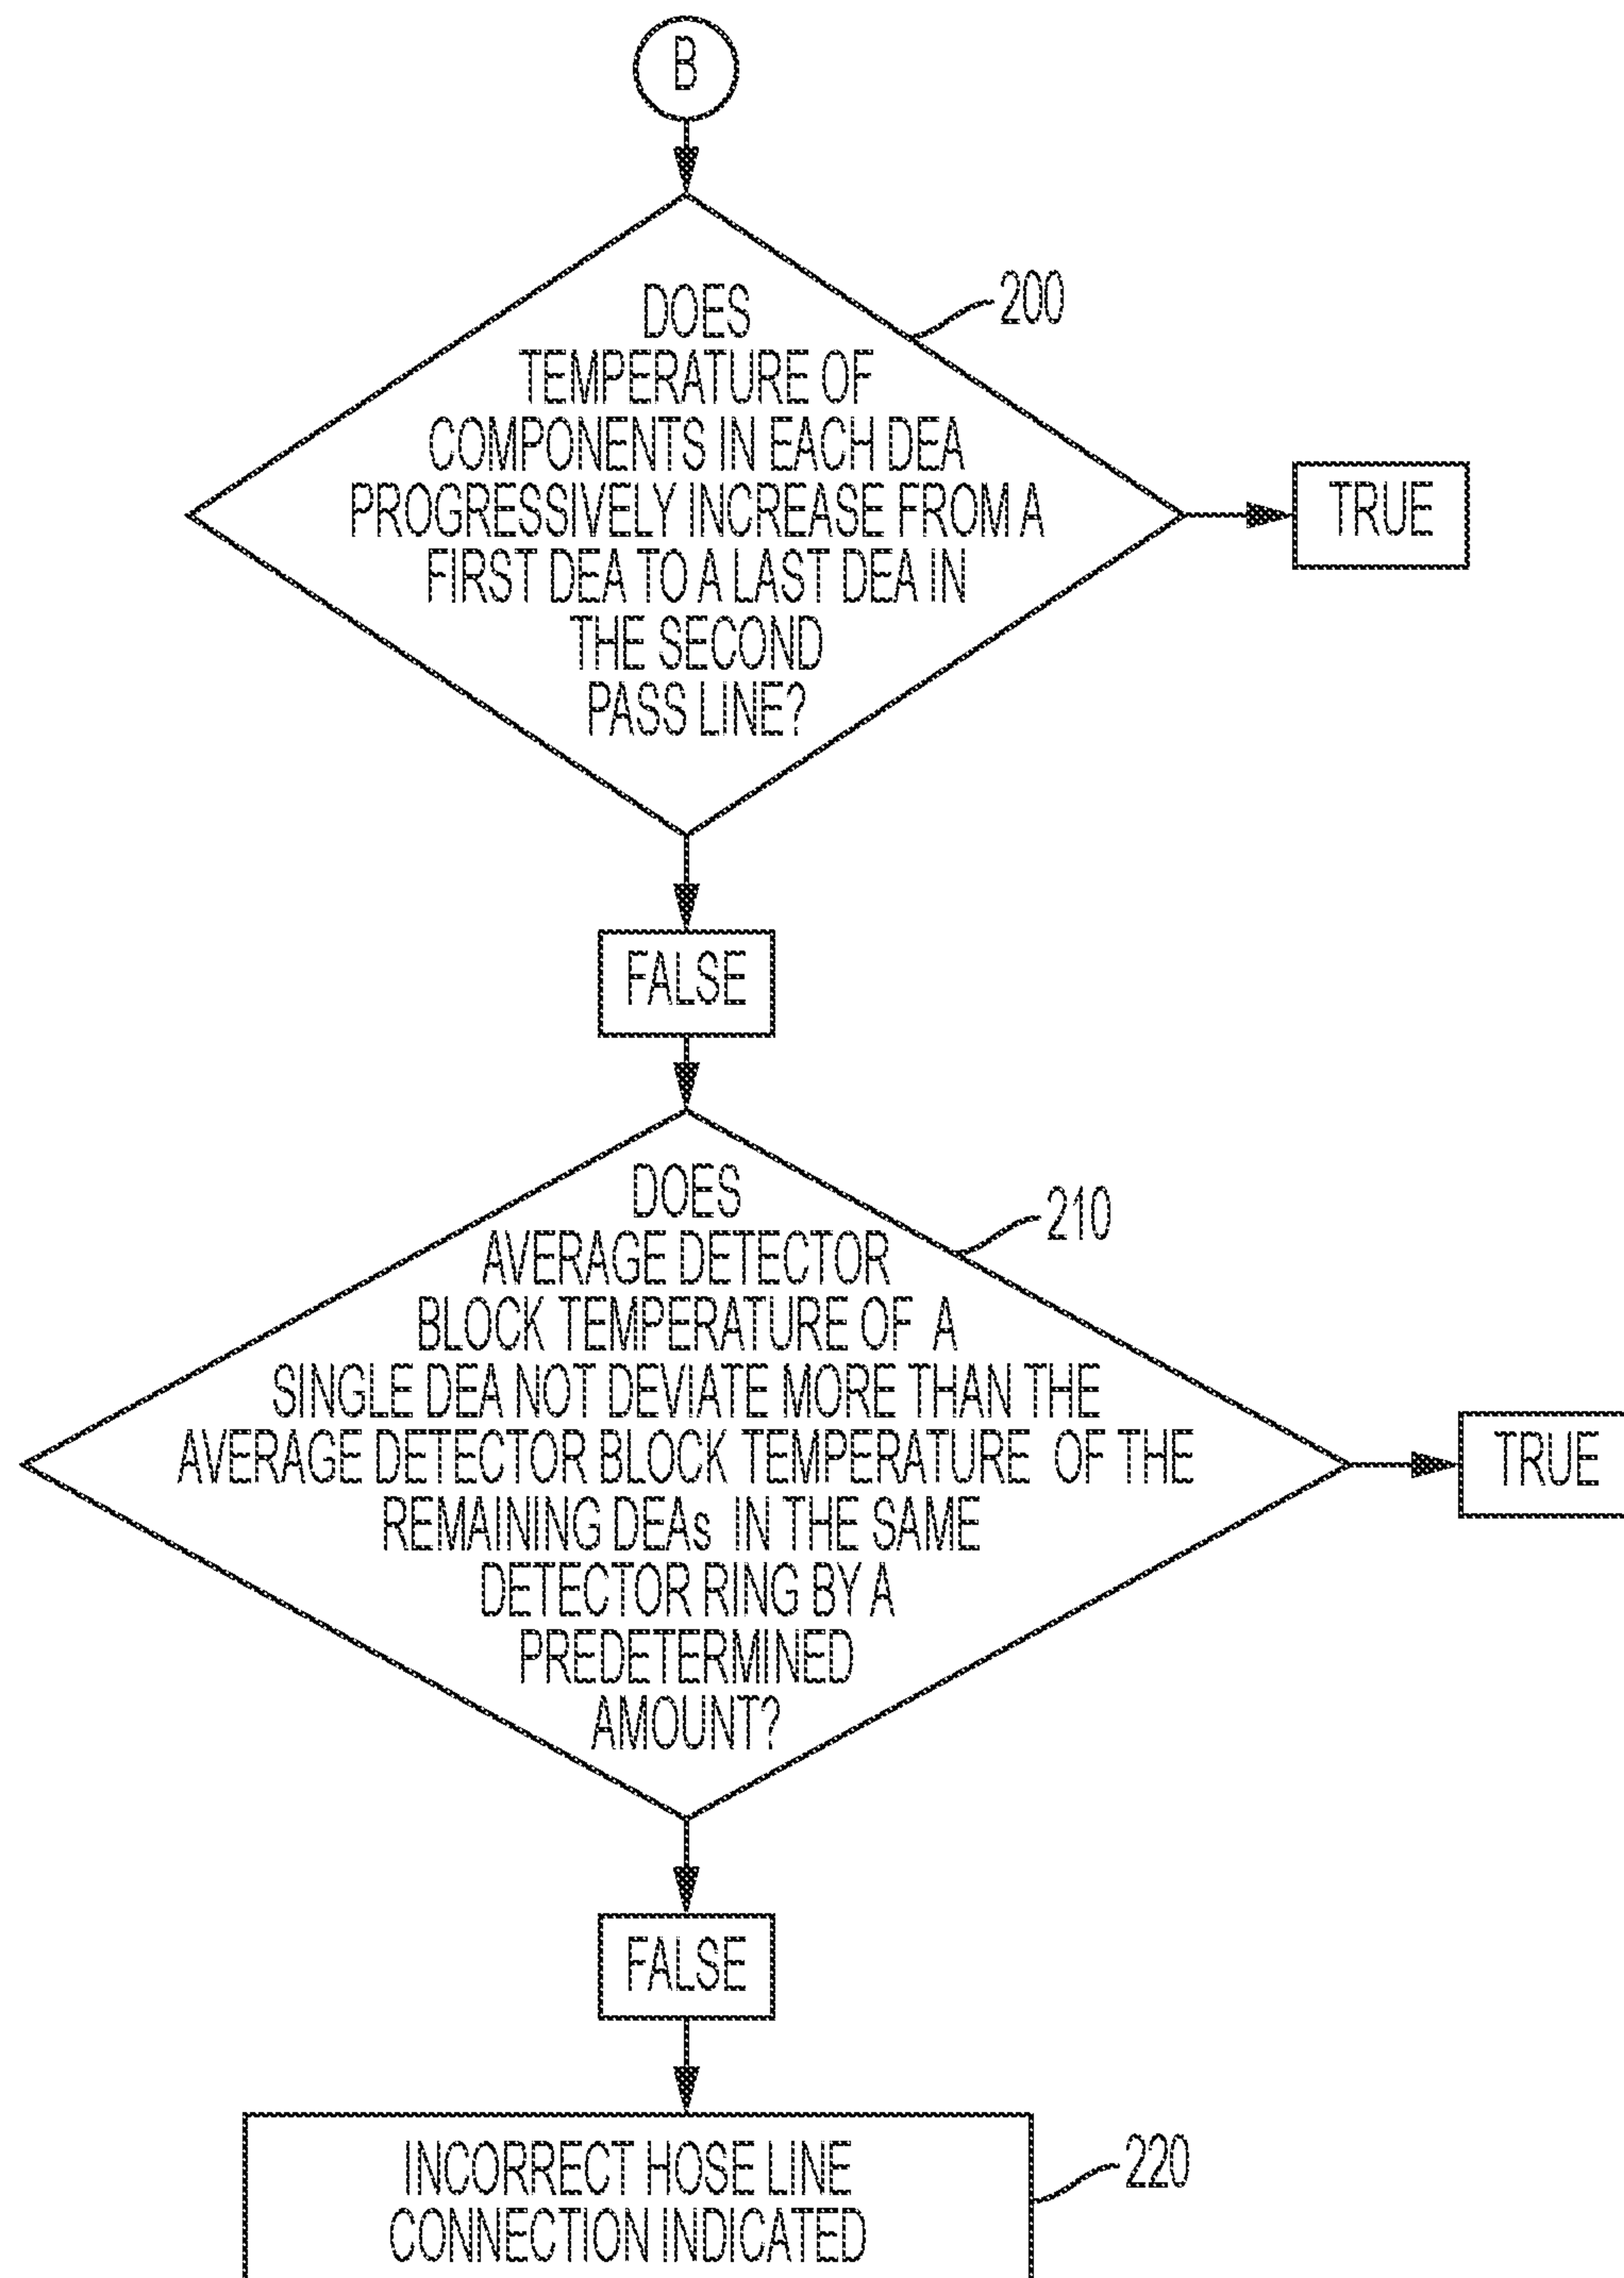 B
DOES
TEMPERATURE OF
COMPONENTS IN EACH DEA
PROGRESSIVELY INCREASE FROM A
FIRST DEA TO A LAST DEA IN
THE SECOND
PASS LINE?
200
TRUE
FALSE
DOES
AVERAGE DETECTOR
BLOCK TEMPERATURE OF A
SINGLE DEA NOT DEVIATE MORE THAN THE
AVERAGE DETECTOR BLOCK TEMPERATURE OF THE
REMAINING DEAs IN THE SAME
DETECTOR RING BY A
PREDETERMINED
AMOUNT?
210
TRUE
FALSE
INCORRECT HOSE LINE
CONNECTION INDICATED
220